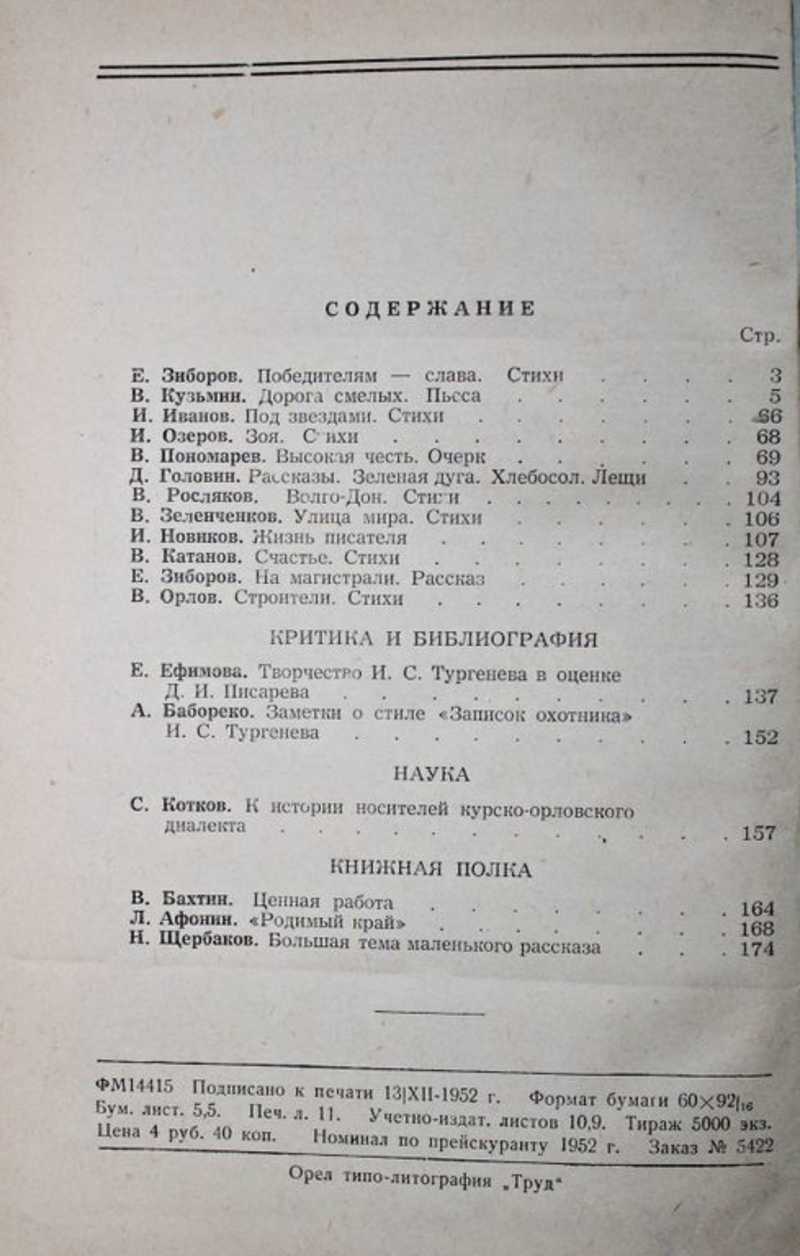 СОДЕРЖАНИЕ
Стр.
Е. Зиборов. Победителям — слава. Стихи . . . . 3
В. Кузьмин. Дорога смелых. Пьеса . . . . . . 5
И. Иванов. Под звездами. Стихи . . . . . . . 66
И. Озеров. Зоя. Стихи . . . . . . . . . 68
В. Пономарев. Высокая честь. Очерк . . . . . . 69
Д. Головин. Рассказы. Зеленая дуга. Хлебосол. Лещи . . 93
В. Росляков. Волго-Дон. Стихи . . . . . . . . . 104
В. Зеленченков. Улица мира. Стихи . . . . . . 106
И. Новиков. Жизнь писателя . . . . . . . . 107
В. Катанов. Счастье. Стихи . . . . . . . . 128
Е. Зиборов. На магистрали. Рассказ . . . . . . 129
В. Орлов. Строители. Стихи . . . . . . . . 136
КРИТИКА И БИБЛИОГРАФИЯ
Е. Ефимова. Творчество И. С. Тургенева в оценке
Д. И. Писарева . . . . . . . . . . 137
А. Бабореко. Заметки о стиле «Записок охотника»
И. С. Тургенева . . . . . . . . . . 152
НАУКА
С. Котков. К истории носителей курско-орловского
диалекта . . . . . . . . . . . . 157
КНИЖНАЯ ПОЛКА
В. Бахтин. Ценная работа . . . . . . . . 164
Л. Афонин. «Родимый край» . . . . . . . . 168
Н. Щербаков. Большая тема маленького рассказа . . . 174
ФМ14415 Подписано к печати 13|XII-1952 г. Формат бумаги 60×92|16
Бум. лист. 5,5. Печ. л. 11. Учетно-издат. листов 10,9. Тираж 5000 экз.
Цена 4 руб. 40 коп. Номинал по прейскуранту 1952 г. Заказ № 5422
Орел типо-литография „Труд“